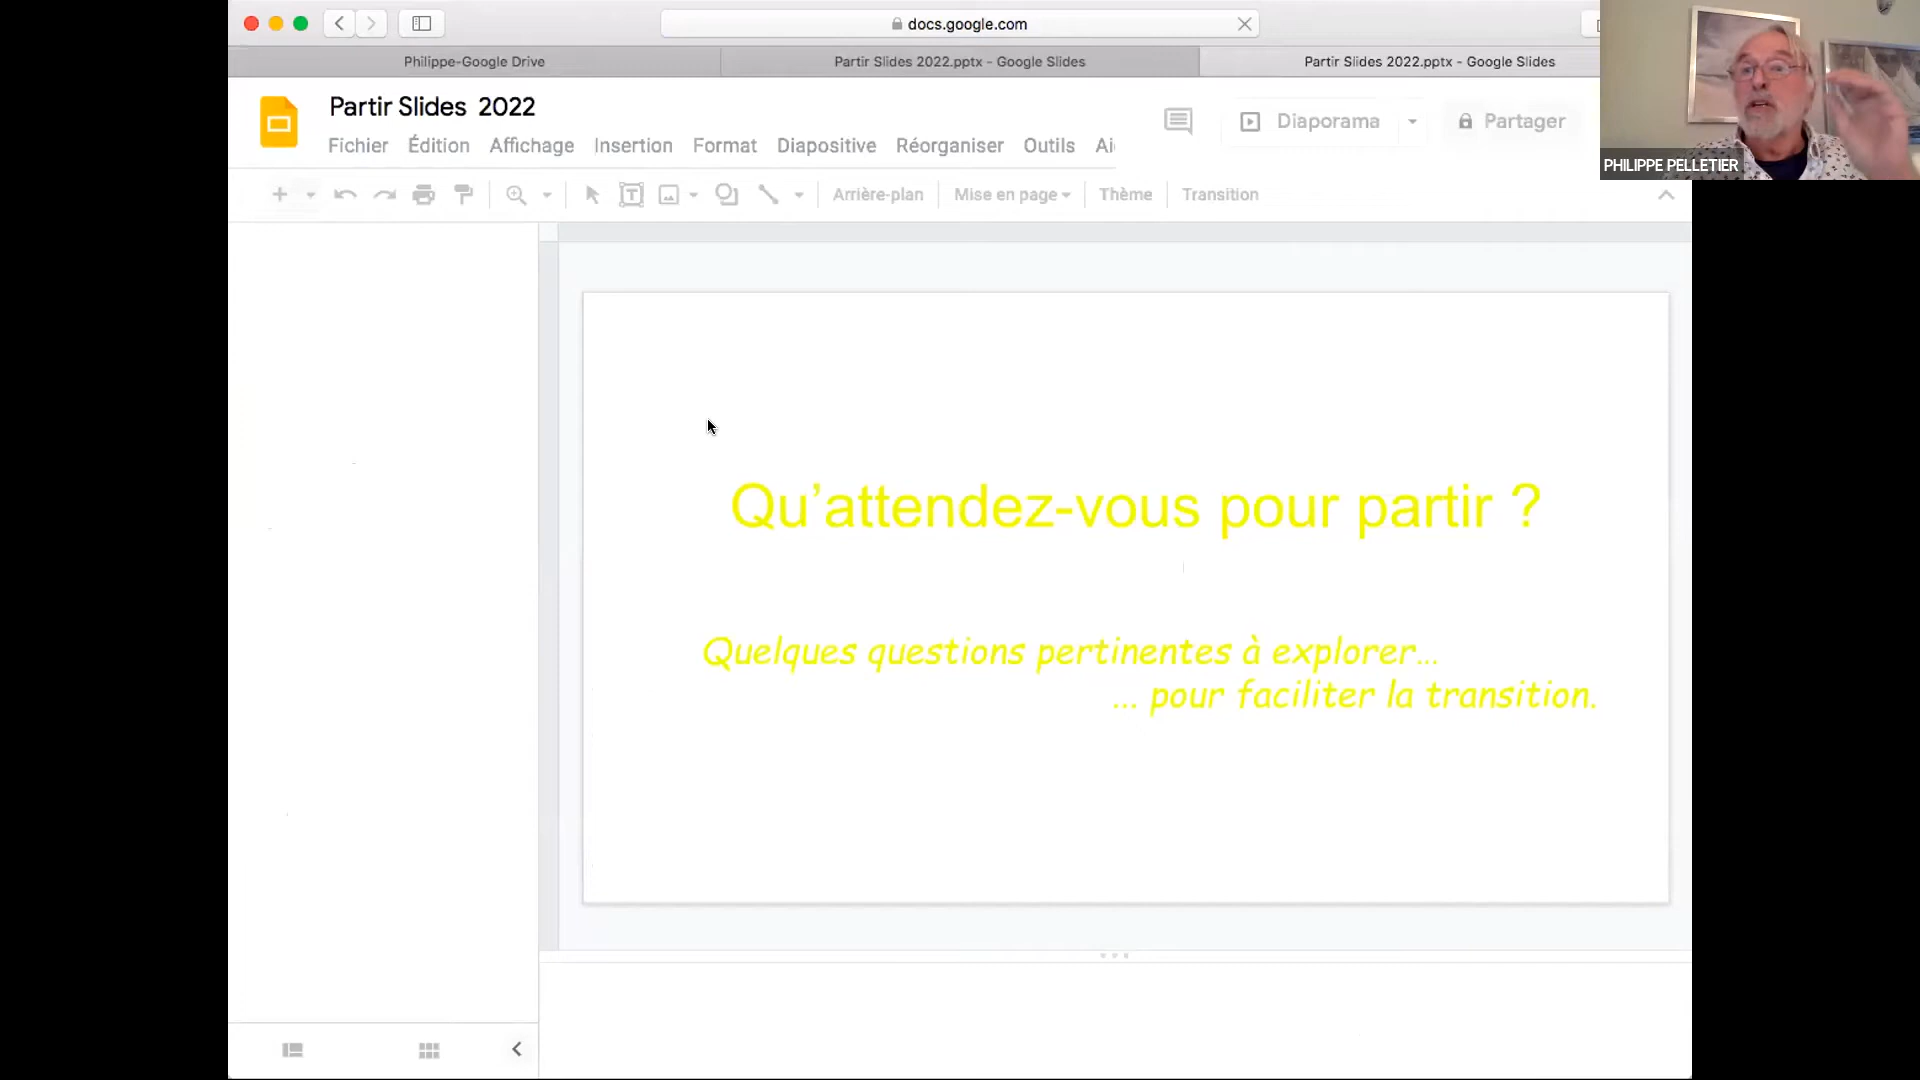 docs.google.com
Philippe-Google Drive
Partir Slides 2022.pptx - Google Slides
Partir Slides 2022.pptx - Google Slides
Partir Slides 2022
Diaporama
Partager
Fichier Édition Affichage Insertion Format Diapositive Réorganiser Outils Ai
PHILIPPE PELLETIER
Arrière-plan Mise en page Thème Transition
Qu’attendez-vous pour partir ?
Quelques questions pertinentes à explorer...
... pour faciliter la transition.